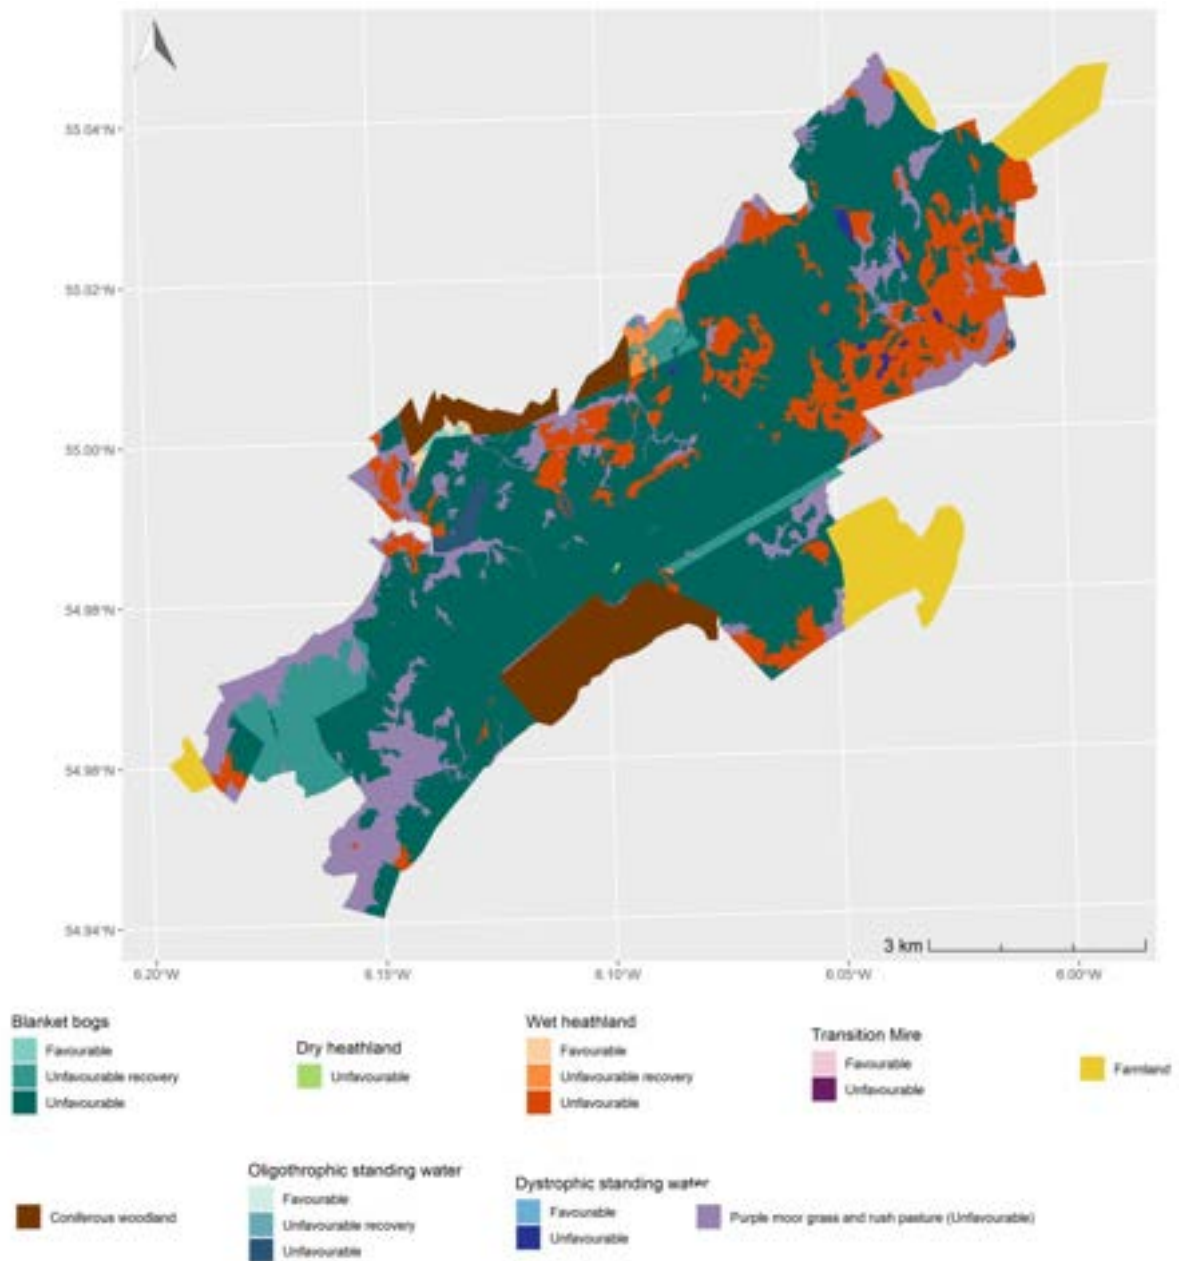 55.04°N
55.02°N
55.00°N
54.98°N
54.96°N
54.94°N
3 km
6.20°W 6.15°W 6.10°W 6.05°W 6.00°W
Blanket bogs
Favourable
Unfavourable recovery
Unfavourable
Dry heathland
Unfavourable
Wet heathland
Favourable
Unfavourable recovery
Unfavourable
Transition Mire
Favourable
Unfavourable
Farmland
Coniferous woodland
Oligothrophic standing water
Favourable
Unfavourable recovery
Unfavourable
Dystrophic standing water
Favourable
Unfavourable
Purple moor grass and rush pasture (Unfavourable)